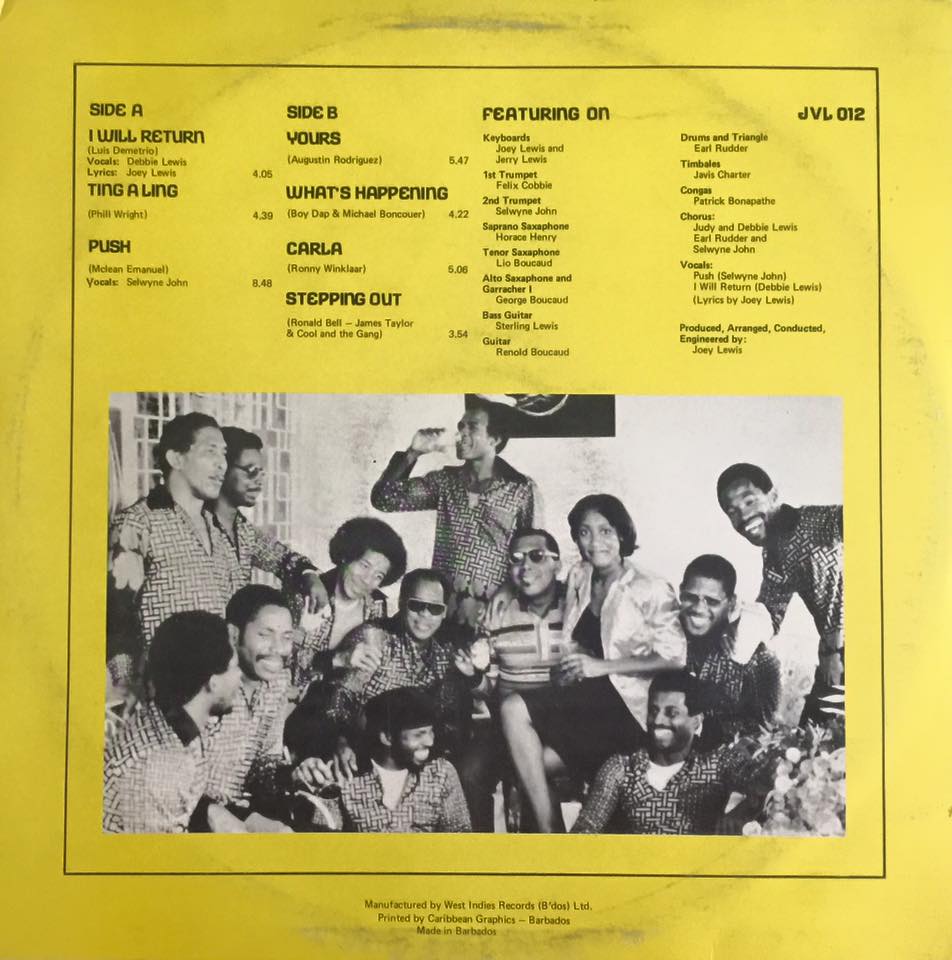 SIDE A
I WILL RETURN
(Luis Demetrio)
Vocals: Debbie Lewis
Lyrics: Joey Lewis 4.05
TING A LING
(Phill Wright) 4.39
PUSH
(Mclean Emanuel)
Vocals: Selwyne John 8.48
SIDE B
YOURS
(Augustin Rodriguez) 5.47
WHAT'S HAPPENING
(Boy Dap & Michael Boncouer) 4.22
CARLA
(Ronny Winklaar) 5.06
STEPPING OUT
(Ronald Bell – James Taylor
& Cool and the Gang) 3.54
FEATURING ON
Keyboards
Joey Lewis and
Jerry Lewis
1st Trumpet
Felix Cobbie
2nd Trumpet
Selwyne John
Saprano Saxaphone
Horace Henry
Tenor Saxaphone
Lio Boucaud
Alto Saxaphone and
Garracher I
George Boucaud
Bass Guitar
Sterling Lewis
Guitar
Renold Boucaud
JVL 012
Drums and Triangle
Earl Rudder
Timbales
Javis Charter
Congas
Patrick Bonapathe
Chorus:
Judy and Debbie Lewis
Earl Rudder and
Selwyne John
Vocals:
Push (Selwyne John)
I Will Return (Debbie Lewis)
(Lyrics by Joey Lewis)
Produced, Arranged, Conducted,
Engineered by:
Joey Lewis
Manufactured by West Indies Records (B'dos) Ltd.
Printed by Caribbean Graphics – Barbados
Made in Barbados